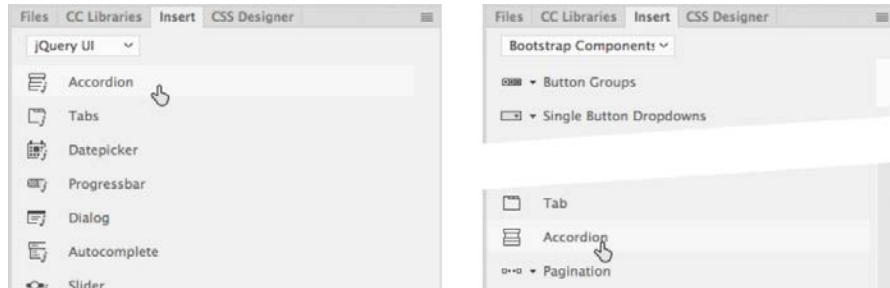 Files CC Libraries Insert CSS Designer
jQuery UI
Accordion
Tabs
Datepicker
Progressbar
Dialog
Autocomplete
Slider
Files CC Libraries Insert CSS Designer
Bootstrap Components
Button Groups
Single Button Dropdowns
Tab
Accordion
Pagination